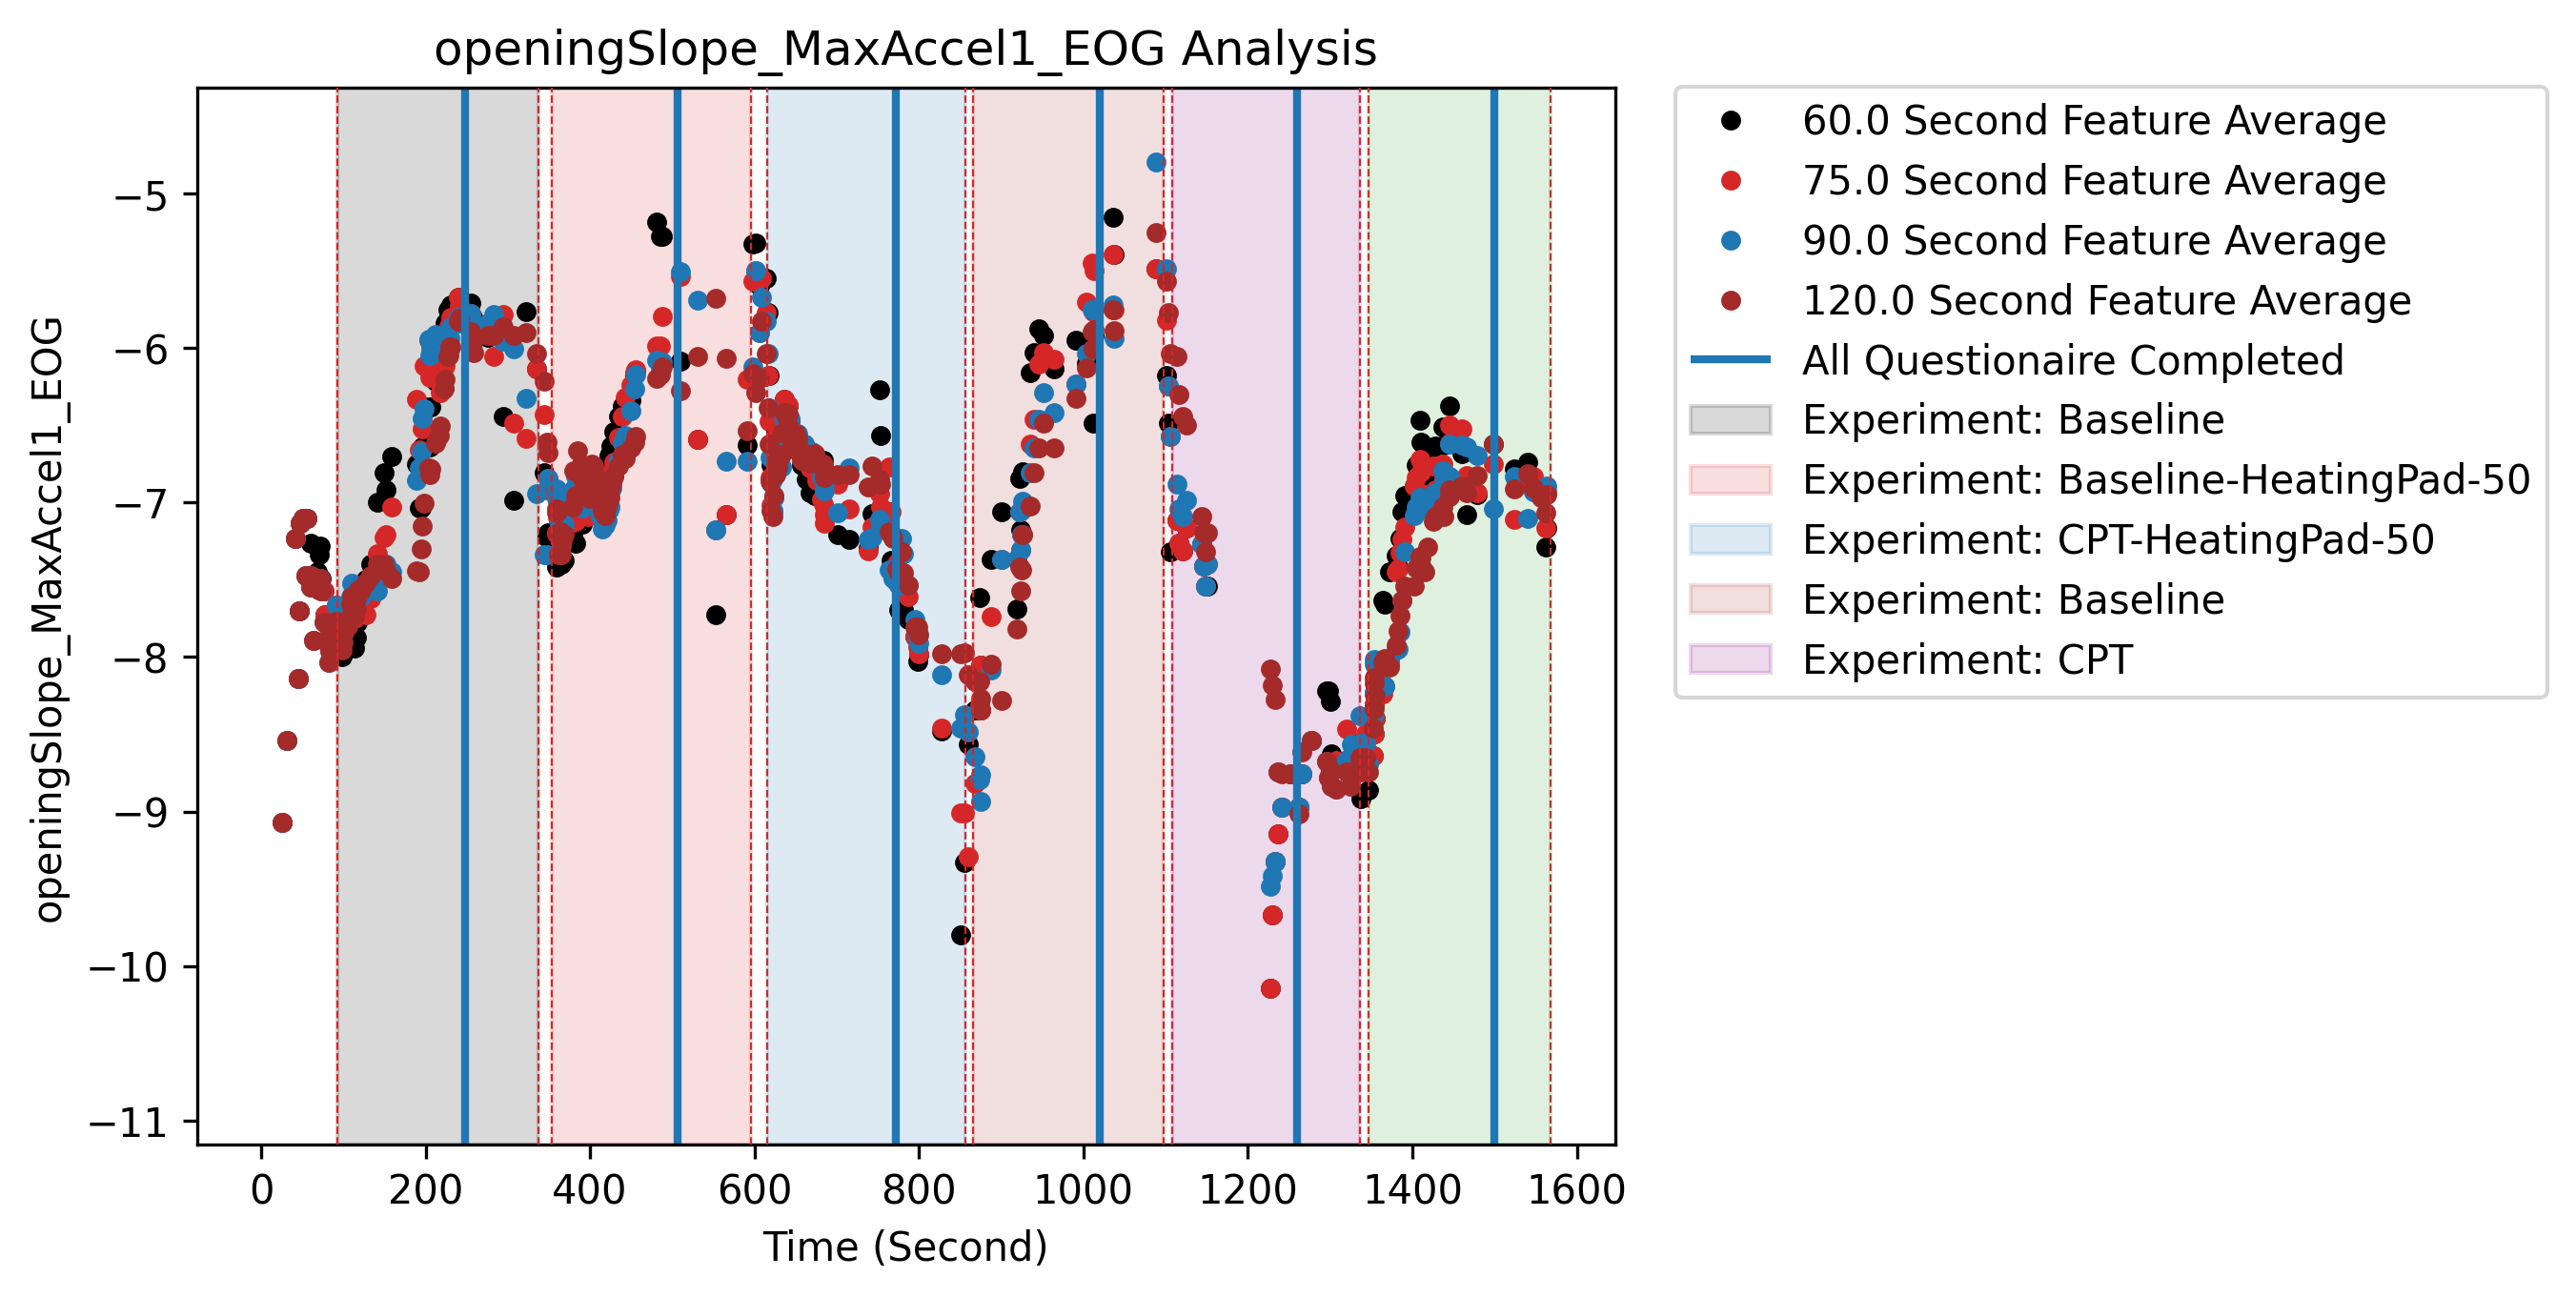 openingSlope_MaxAccel1_EOG Analysis
openingSlope_MaxAccel1_EOG
−5
−6
−7
−8
−9
−10
−11
0 200 400 600 800 1000 1200 1400 1600
Time (Second)
60.0 Second Feature Average
75.0 Second Feature Average
90.0 Second Feature Average
120.0 Second Feature Average
All Questionaire Completed
Experiment: Baseline
Experiment: Baseline-HeatingPad-50
Experiment: CPT-HeatingPad-50
Experiment: Baseline
Experiment: CPT